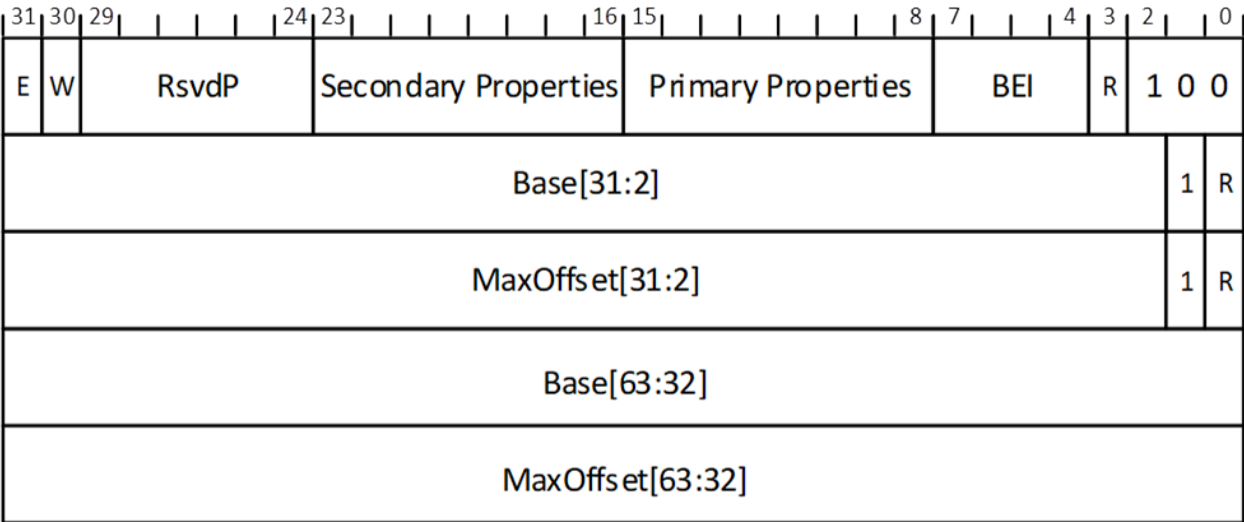 31 30 29 24 23 16 15 8 7 4 3 2 0
E W RsvdP Secondary Properties Primary Properties BEI R 1 0 0
Base[31:2] 1 R
MaxOffset[31:2] 1 R
Base[63:32]
MaxOffset[63:32]